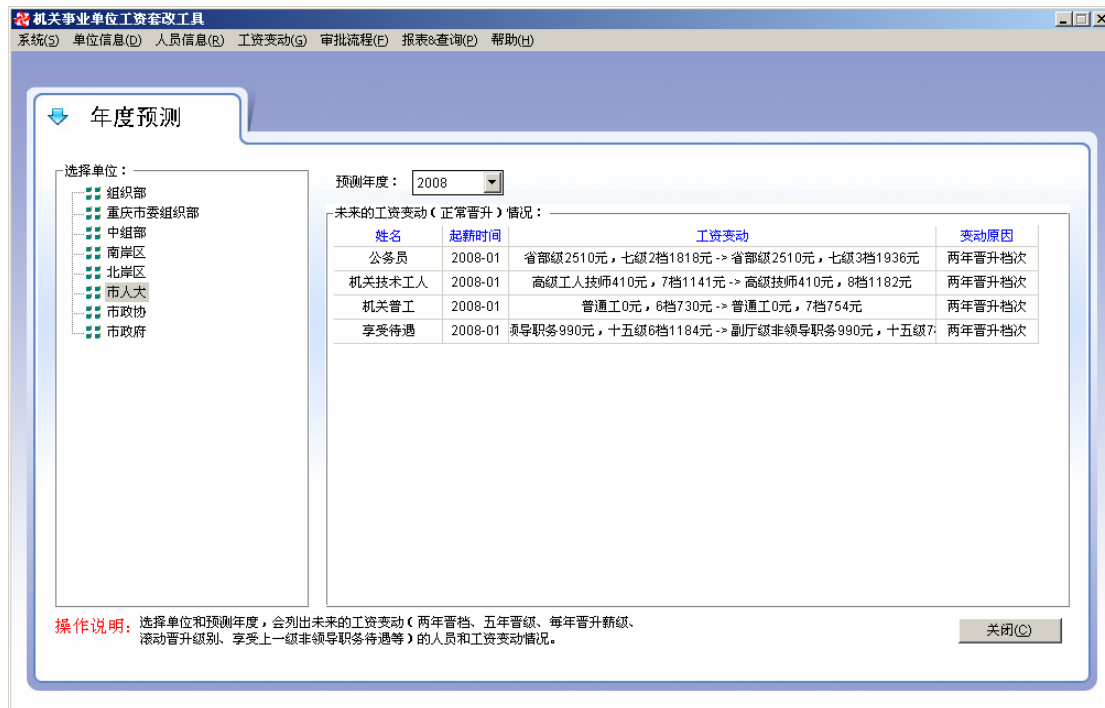 机关事业单位工资套改工具
系统(S) 单位信息(D) 人员信息(R) 工资变动(G) 审批流程(F) 报表&查询(P) 帮助(H)
年度预测
选择单位：
组织部
重庆市委组织部
中组部
南岸区
北岸区
市人大
市政协
市政府
预测年度： 2008
未来的工资变动(正常晋升)情况：
姓名 起薪时间 工资变动 变动原因
公务员 2008-01 省部级2510元，七级2档1818元->省部级2510元，七级3档1936元 两年晋升档次
机关技术工人 2008-01 高级工人技师410元，7档1141元->高级技师410元，8档1182元 两年晋升档次
机关普工 2008-01 普通工0元，6档730元->普通工0元，7档754元 两年晋升档次
享受待遇 2008-01 领导职务990元，十五级6档1184元->副厅级非领导职务990元，十五级7 两年晋升档次
操作说明：选择单位和预测年度，会列出未来的工资变动(两年晋档、五年晋级、每年晋升薪级、
滚动晋升级别、享受上一级非领导职务待遇等)的人员和工资变动情况。
关闭(C)